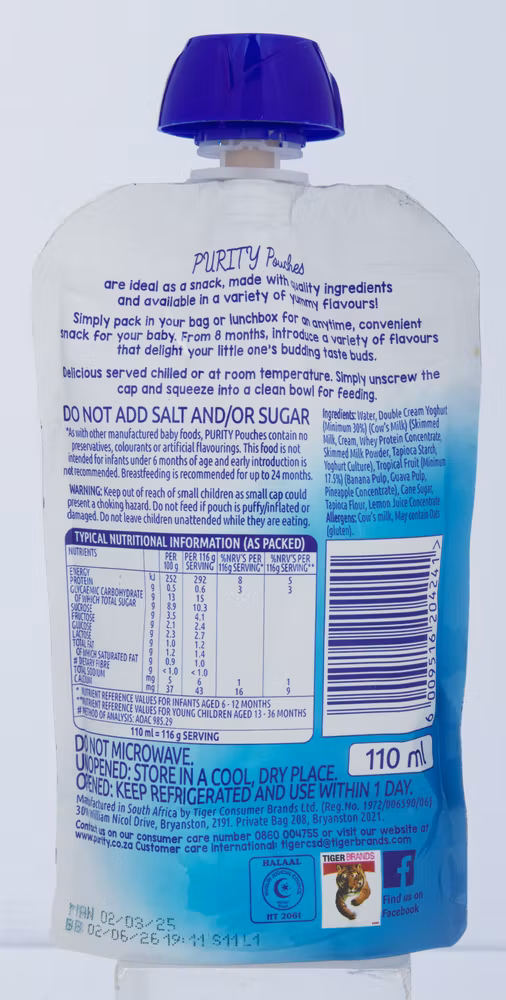 PURITY Pouches
are ideal as a snack, made with quality ingredients
and available in a variety of yummy flavours!
Simply pack in your bag or lunchbox for an anytime, convenient
snack for your baby. From 8 months, introduce a variety of flavours
that delight your little one's budding taste buds.
Delicious served chilled or at room temperature. Simply unscrew the
cap and squeeze into a clean bowl for feeding.
DO NOT ADD SALT AND/OR SUGAR
*As with other manufactured baby foods, PURITY Pouches contain no
preservatives, colourants or artificial flavourings. This food is not
intended for infants under 6 months of age and early introduction is
not recommended. Breastfeeding is recommended for up to 24 months.
WARNING: Keep out of reach of small children as small cap could
present a choking hazard. Do not feed if pouch is puffy/inflated or
damaged. Do not leave children unattended while they are eating.
Ingredients: Water, Double Cream Yoghurt
(Minimum 30%) (Cow's Milk) (Skimmed
Milk, Cream, Whey Protein Concentrate,
Skimmed Milk Powder, Tapioca Starch,
Yoghurt Culture), Tropical Fruit (Minimum
17.5%) (Banana Pulp, Guava Pulp,
Pineapple Concentrate), Cane Sugar,
Tapioca Flour, Lemon Juice Concentrate.
Allergens: Cow's milk, May contain Oats
(gluten).
TYPICAL NUTRITIONAL INFORMATION (AS PACKED)
NUTRIENTS PER 100 g PER 116 g SERVING %NRV'S PER 116g SERVING* %NRV'S PER 116g SERVING**
ENERGY kJ 252 292 8 5
PROTEIN g 0.5 0.6 3 3
GLYCAEMIC CARBOHYDRATE g 13 15
OF WHICH TOTAL SUGAR g 8.9 10.3
SUCROSE g 3.5 4.1
FRUCTOSE g 2.1 2.4
GLUCOSE g 2.3 2.7
LACTOSE g 1.0 1.2
TOTAL FAT g 1.2 1.4
OF WHICH SATURATED FAT g 0.9 1.0
# DIETARY FIBRE g <1.0 <1.0
TOTAL SODIUM mg 5 6 1 1
CALCIUM mg 37 43 16 9
* NUTRIENT REFERENCE VALUES FOR INFANTS AGED 6 - 12 MONTHS
**NUTRIENT REFERENCE VALUES FOR YOUNG CHILDREN AGED 13 - 36 MONTHS
# METHOD OF ANALYSIS: AOAC 985.29
110 ml = 116 g SERVING
6 009516 204241 >
110 ml
DO NOT MICROWAVE.
UNOPENED: STORE IN A COOL, DRY PLACE.
OPENED: KEEP REFRIGERATED AND USE WITHIN 1 DAY.
Manufactured in South Africa by Tiger Consumer Brands Ltd. (Reg.No. 1972/006590/06)
3010 William Nicol Drive, Bryanston, 2191. Private Bag 208, Bryanston 2021.
Contact us on our consumer care number 0860 004755 or visit our website at
www.purity.co.za Customer care International: tigercsd@tigerbrands.com
HALAAL
HT 2061
TIGER BRANDS
f
Find us on
Facebook
MAN 02/03/25
BB 02/06/26 19:11 S11 L1